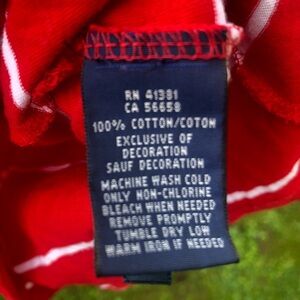 RN 41381
CA 56658
100% COTTON/COTON
EXCLUSIVE OF
DECORATION
SAUF DECORATION
MACHINE WASH COLD
ONLY NON-CHLORINE
BLEACH WHEN NEEDED
REMOVE PROMPTLY
TUMBLE DRY LOW
WARM IRON IF NEEDED